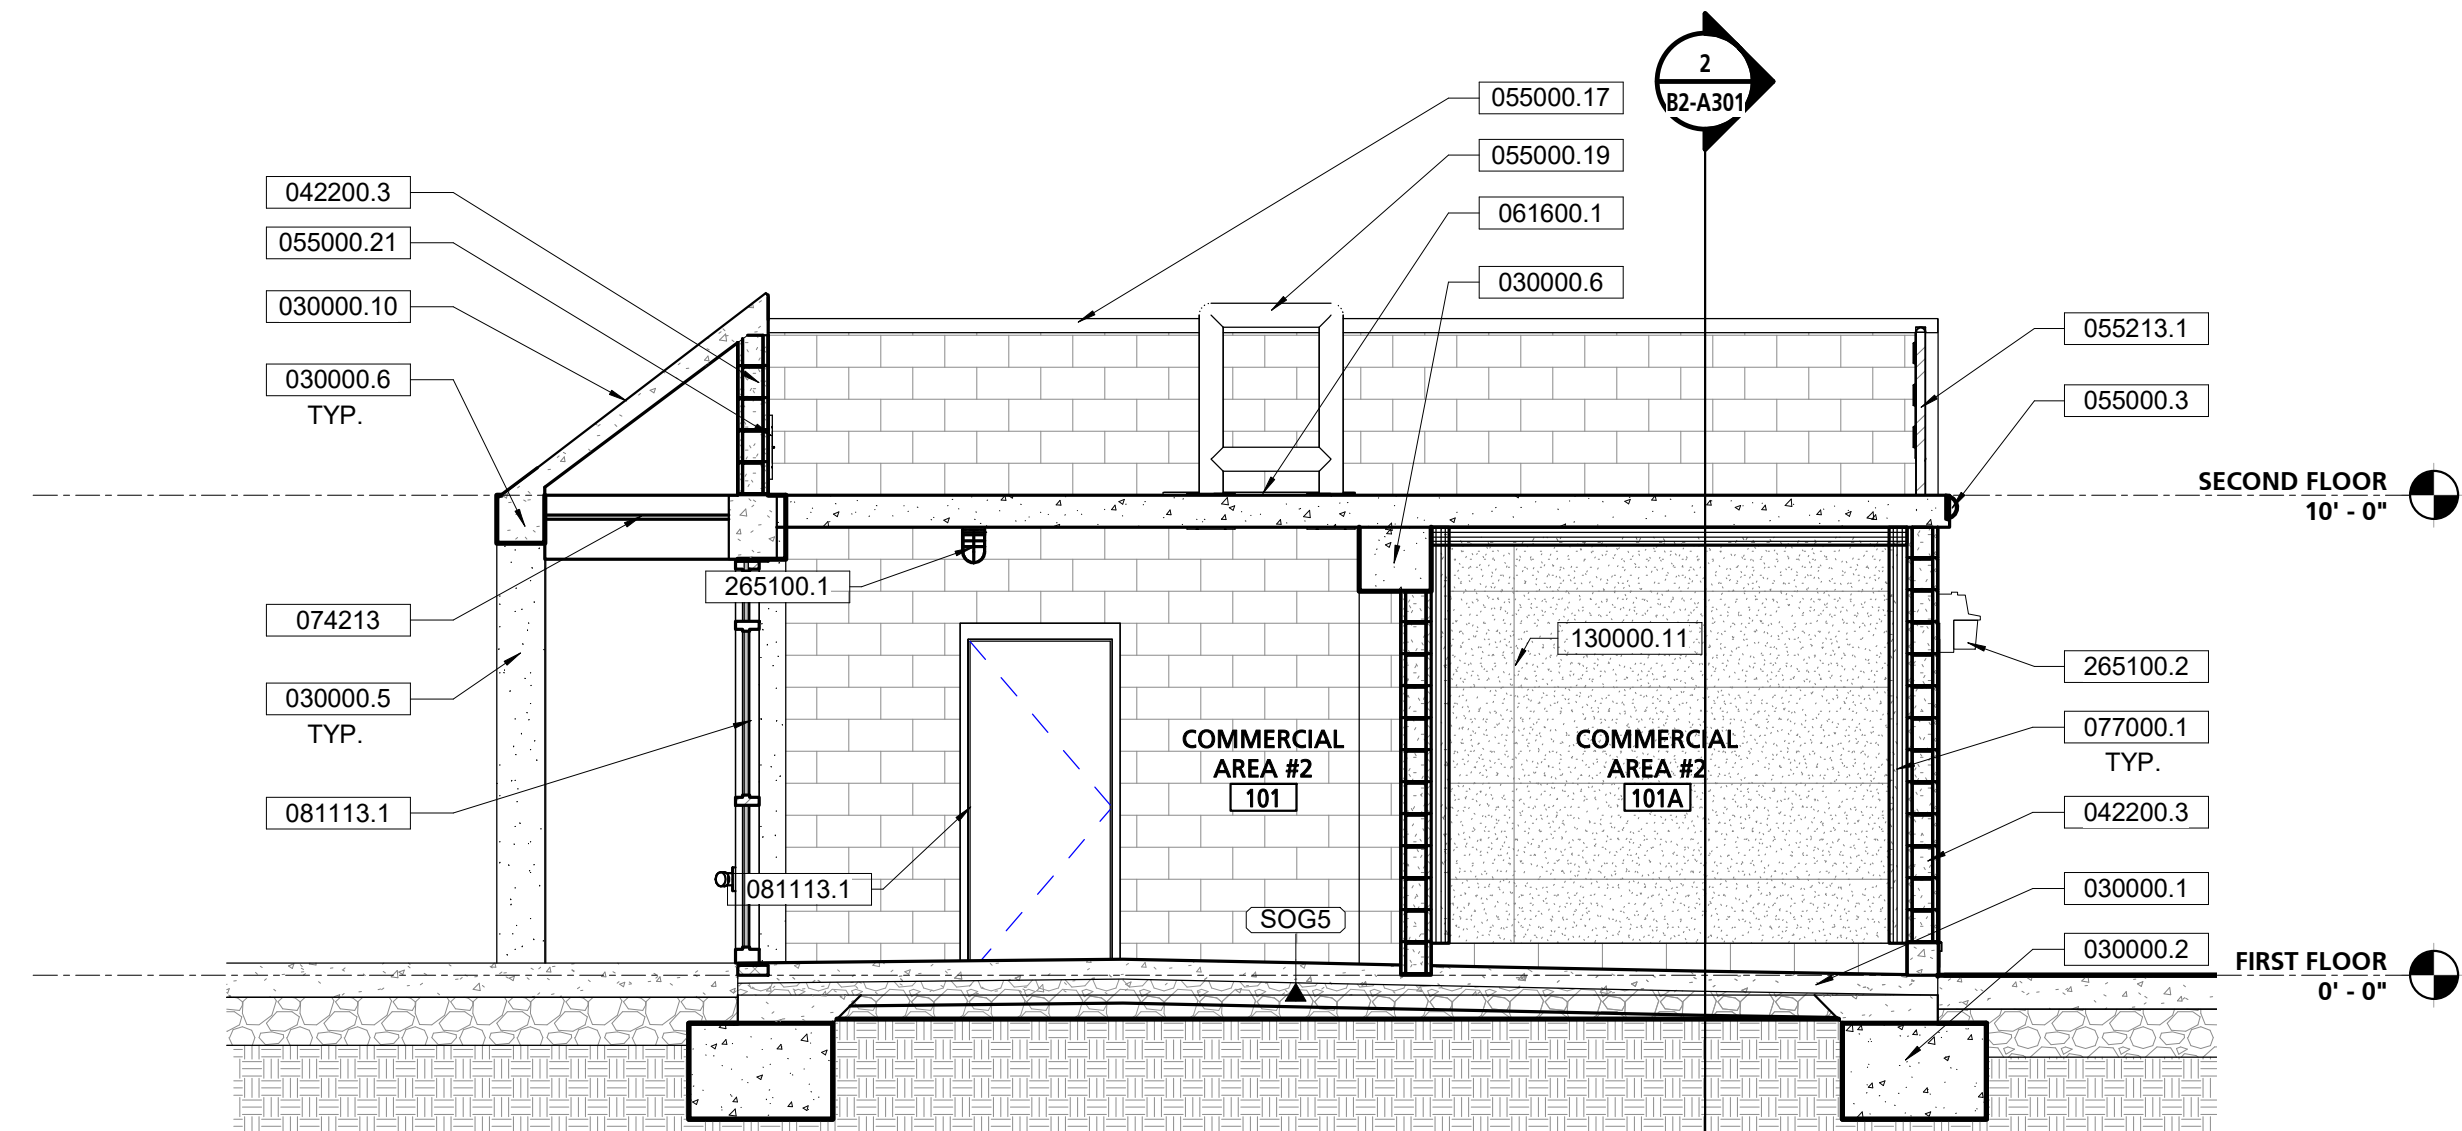 2
B2-A301
055000.17
055000.19
061600.1
030000.6
042200.3
055000.21
030000.10
030000.6
TYP.
074213
030000.5
TYP.
081113.1
265100.1
081113.1
130000.11
COMMERCIAL
AREA #2
101
COMMERCIAL
AREA #2
101A
SOG5
055213.1
055000.3
SECOND FLOOR
10' - 0"
265100.2
077000.1
TYP.
042200.3
030000.1
030000.2
FIRST FLOOR
0' - 0"